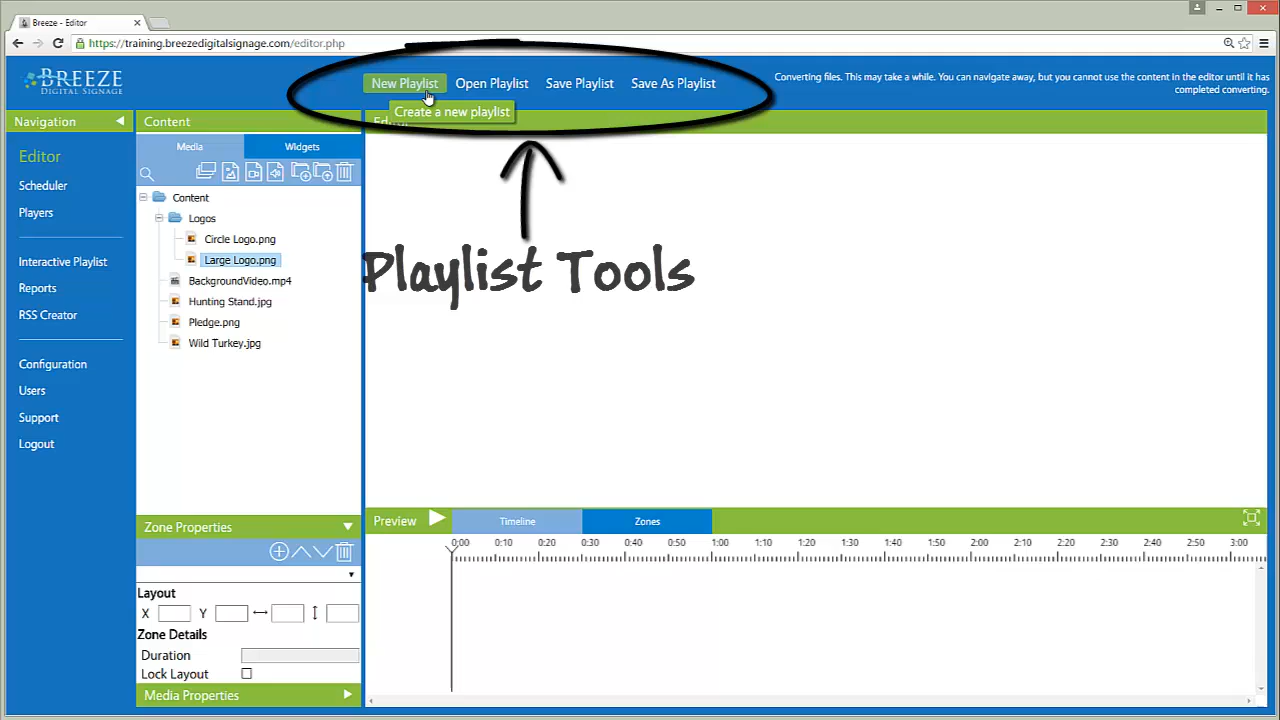 Breeze - Editor
https://training.breezedigitalsignage.com/editor.php
BREEZE
DIGITAL SIGNAGE
New Playlist Open Playlist Save Playlist Save As Playlist
Create a new playlist
Converting files. This may take a while. You can navigate away, but you cannot use the content in the editor until it has
completed converting.
Navigation
Editor
Scheduler
Players
Interactive Playlist
Reports
RSS Creator
Configuration
Users
Support
Logout
Content
Media Widgets
Content
Logos
Circle Logo.png
Large Logo.png
BackgroundVideo.mp4
Hunting Stand.jpg
Pledge.png
Wild Turkey.jpg
Zone Properties
Layout
X Y
Zone Details
Duration
Lock Layout
Media Properties
Editor
Playlist Tools
Preview Timeline Zones
0:00 0:10 0:20 0:30 0:40 0:50 1:00 1:10 1:20 1:30 1:40 1:50 2:00 2:10 2:20 2:30 2:40 2:50 3:00